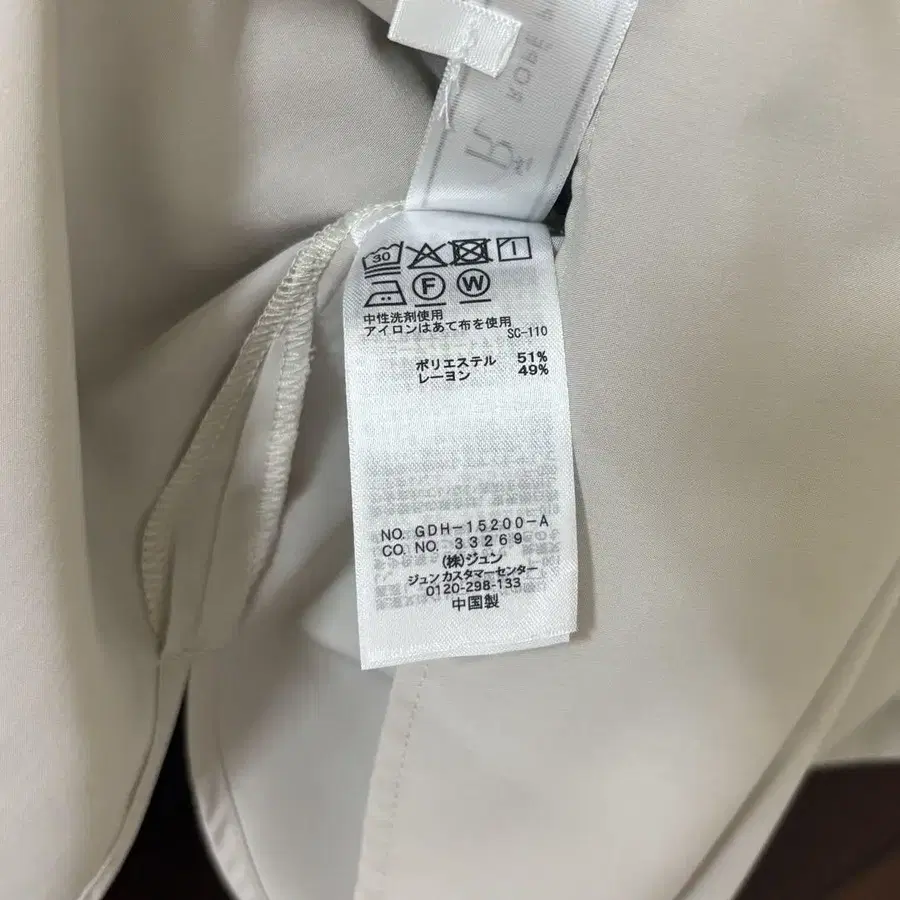 ROPÉ
30
F W
中性洗剤使用
アイロンはあて布を使用
SC-110
ポリエステル 51%
レーヨン 49%
NO. GDH-15200-A
CO. NO. 33269
(株)ジュン
ジュン カスタマーセンター
0120-298-133
中国製